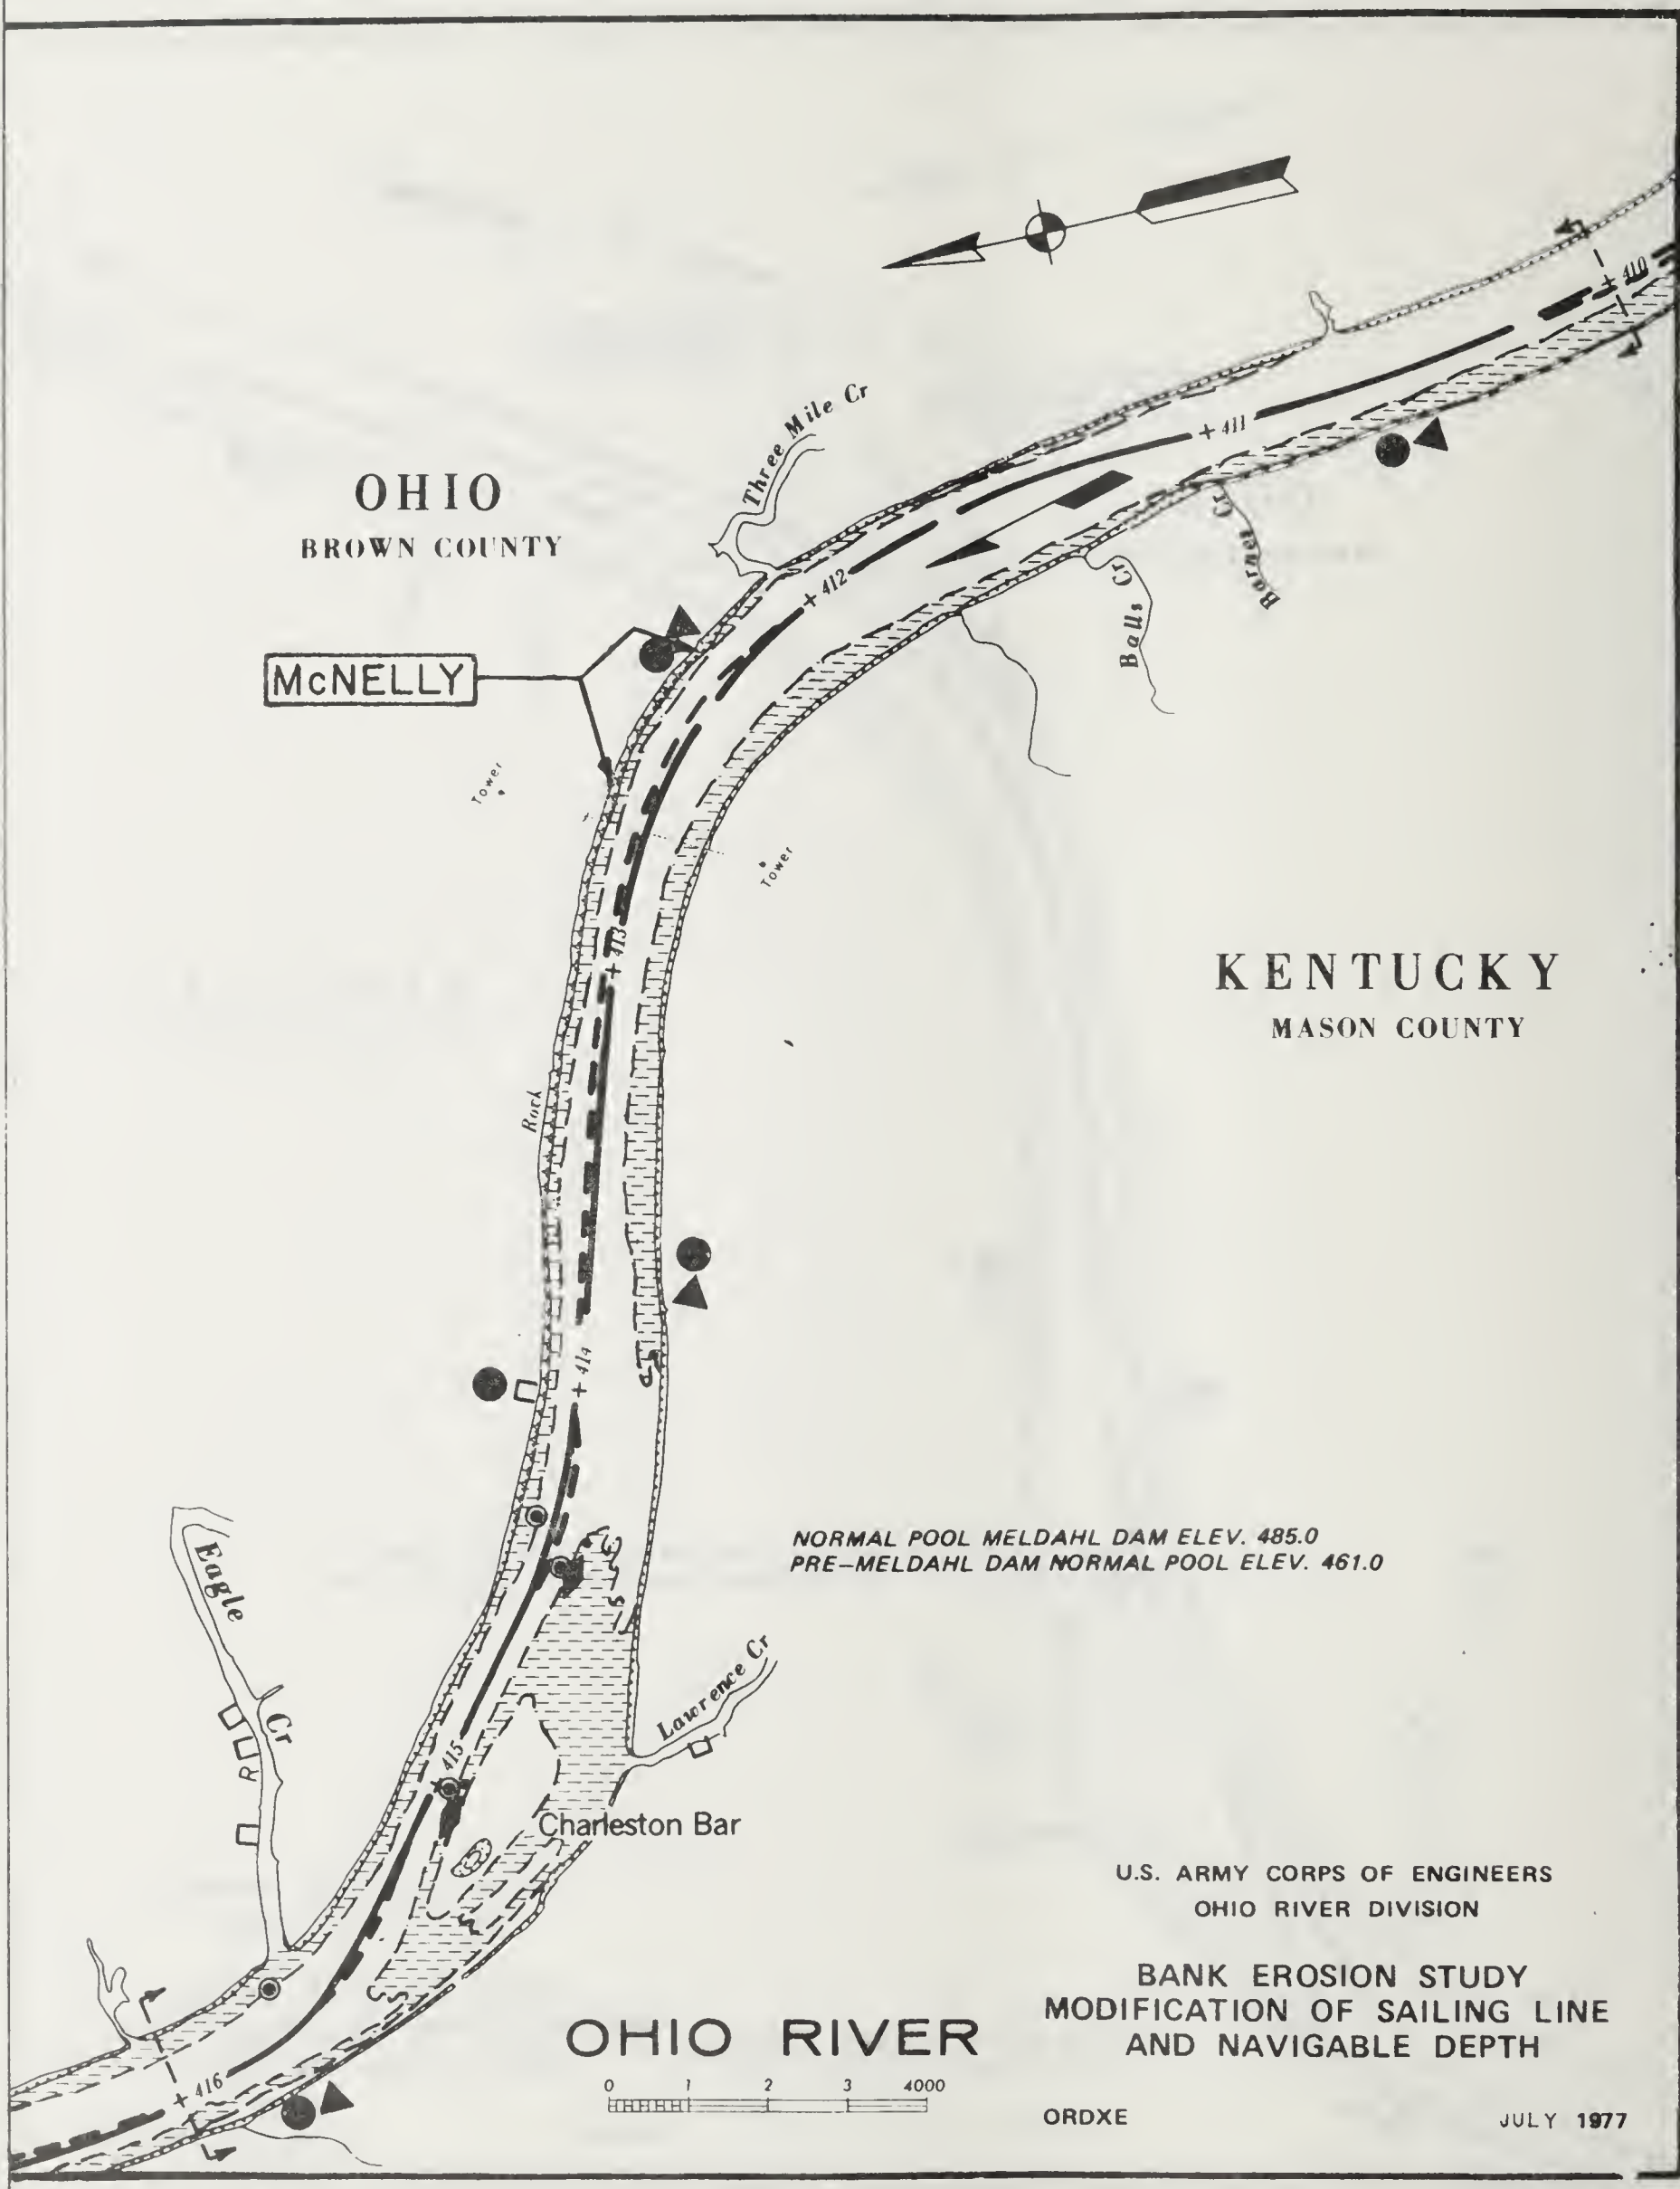 + 410
Three Mile Cr
+ 411
OHIO
BROWN COUNTY
+ 412
Barnes Cr
Balls Cr
McNELLY
Tower
Tower
+ 413
KENTUCKY
MASON COUNTY
Rock
+ 414
NORMAL POOL MELDAHL DAM ELEV. 485.0
PRE-MELDAHL DAM NORMAL POOL ELEV. 461.0
Eagle Cr
Lawrence Cr
R
415
Charleston Bar
U.S. ARMY CORPS OF ENGINEERS
OHIO RIVER DIVISION
BANK EROSION STUDY
MODIFICATION OF SAILING LINE
AND NAVIGABLE DEPTH
OHIO RIVER
+ 416
0 1 2 3 4000
ORDXE
JULY 1977